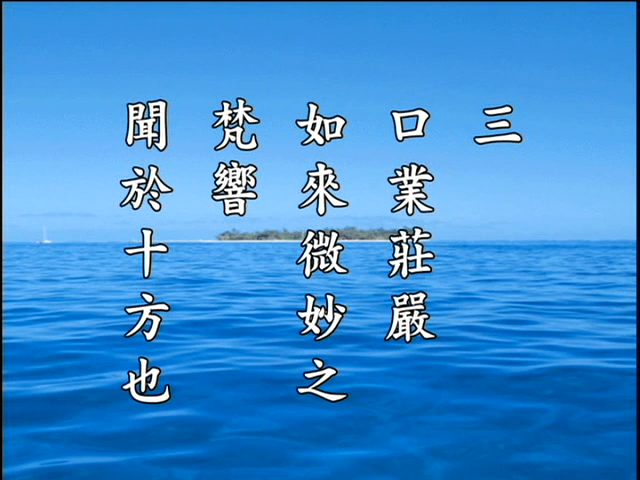 三
口業莊嚴
如來微妙之
梵響
聞於十方也